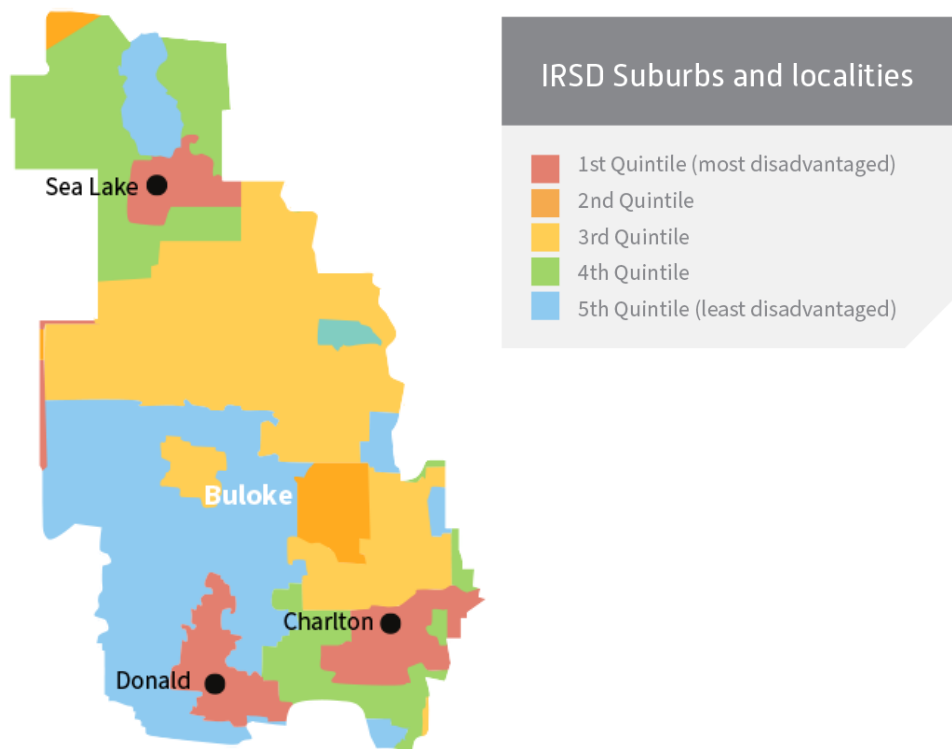 IRSD Suburbs and localities
1st Quintile (most disadvantaged)
2nd Quintile
3rd Quintile
4th Quintile
5th Quintile (least disadvantaged)
Sea Lake
Buloke
Charlton
Donald